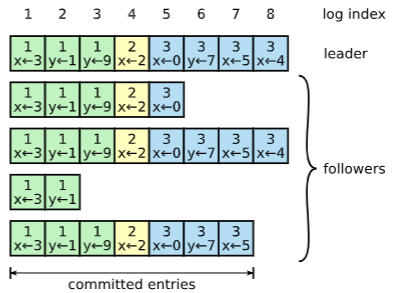 1 2 3 4 5 6 7 8 log index
1 1 1 2 3 3 3 3
x←3 y←1 y←9 x←2 x←0 y←7 x←5 x←4 leader
1 1 1 2 3
x←3 y←1 y←9 x←2 x←0
1 1 1 2 3 3 3 3
x←3 y←1 y←9 x←2 x←0 y←7 x←5 x←4
followers
1 1
x←3 y←1
1 1 1 2 3 3 3
x←3 y←1 y←9 x←2 x←0 y←7 x←5
committed entries